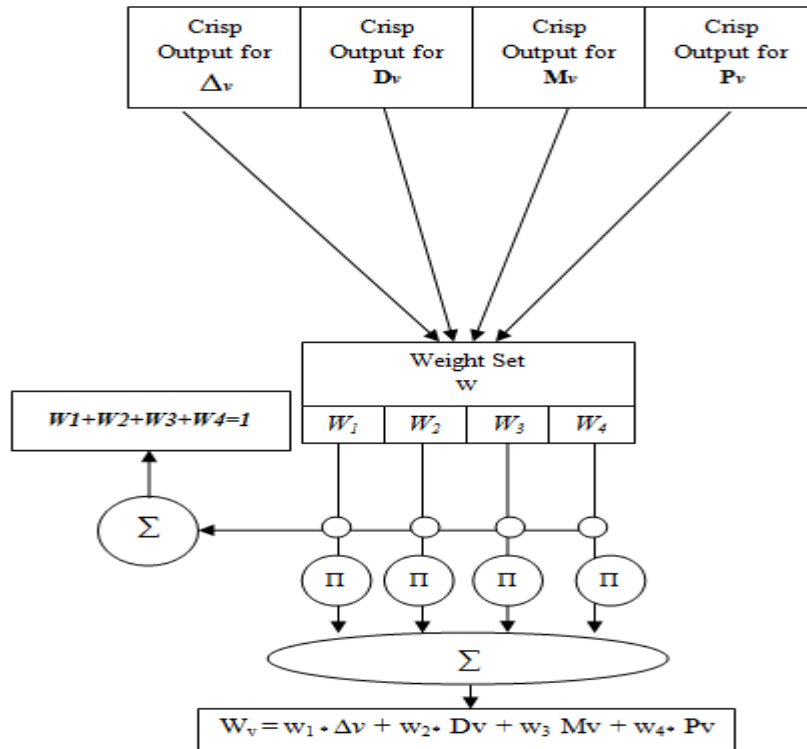 Crisp Output for Δv
Crisp Output for Dv
Crisp Output for Mv
Crisp Output for Pv
Weight Set
w
W1 W2 W3 W4
W1+W2+W3+W4=1
Σ
Π Π Π Π
Σ
Wv = w1 * Δv + w2* Dv + w3 Mv + w4* Pv